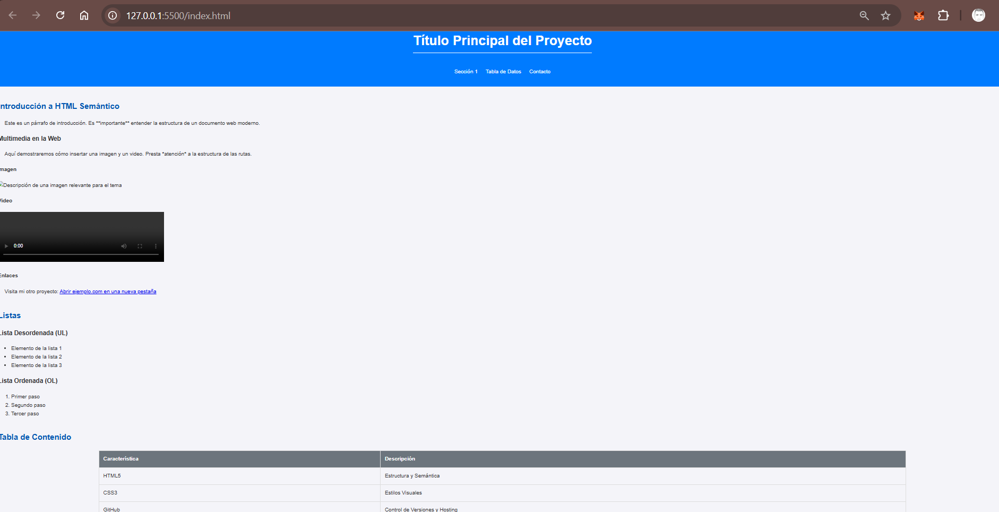 127.0.0.1:5500/index.html
Título Principal del Proyecto
Sección 1 Tabla de Datos Contacto
ntroducción a HTML Semántico
Este es un párrafo de introducción. Es **importante** entender la estructura de un documento web moderno.
Multimedia en la Web
Aquí demostraremos cómo insertar una imagen y un video. Presta *atención* a la estructura de las rutas.
magen
Descripción de una imagen relevante para el tema
Video
0:00
Enlaces
Visita mi otro proyecto: Abrir ejemplo.com en una nueva pestaña
Listas
Lista Desordenada (UL)
• Elemento de la lista 1
• Elemento de la lista 2
• Elemento de la lista 3
Lista Ordenada (OL)
1. Primer paso
2. Segundo paso
3. Tercer paso
Tabla de Contenido
Característica Descripción
HTML5 Estructura y Semántica
CSS3 Estilos Visuales
GitHub Control de Versiones y Hosting